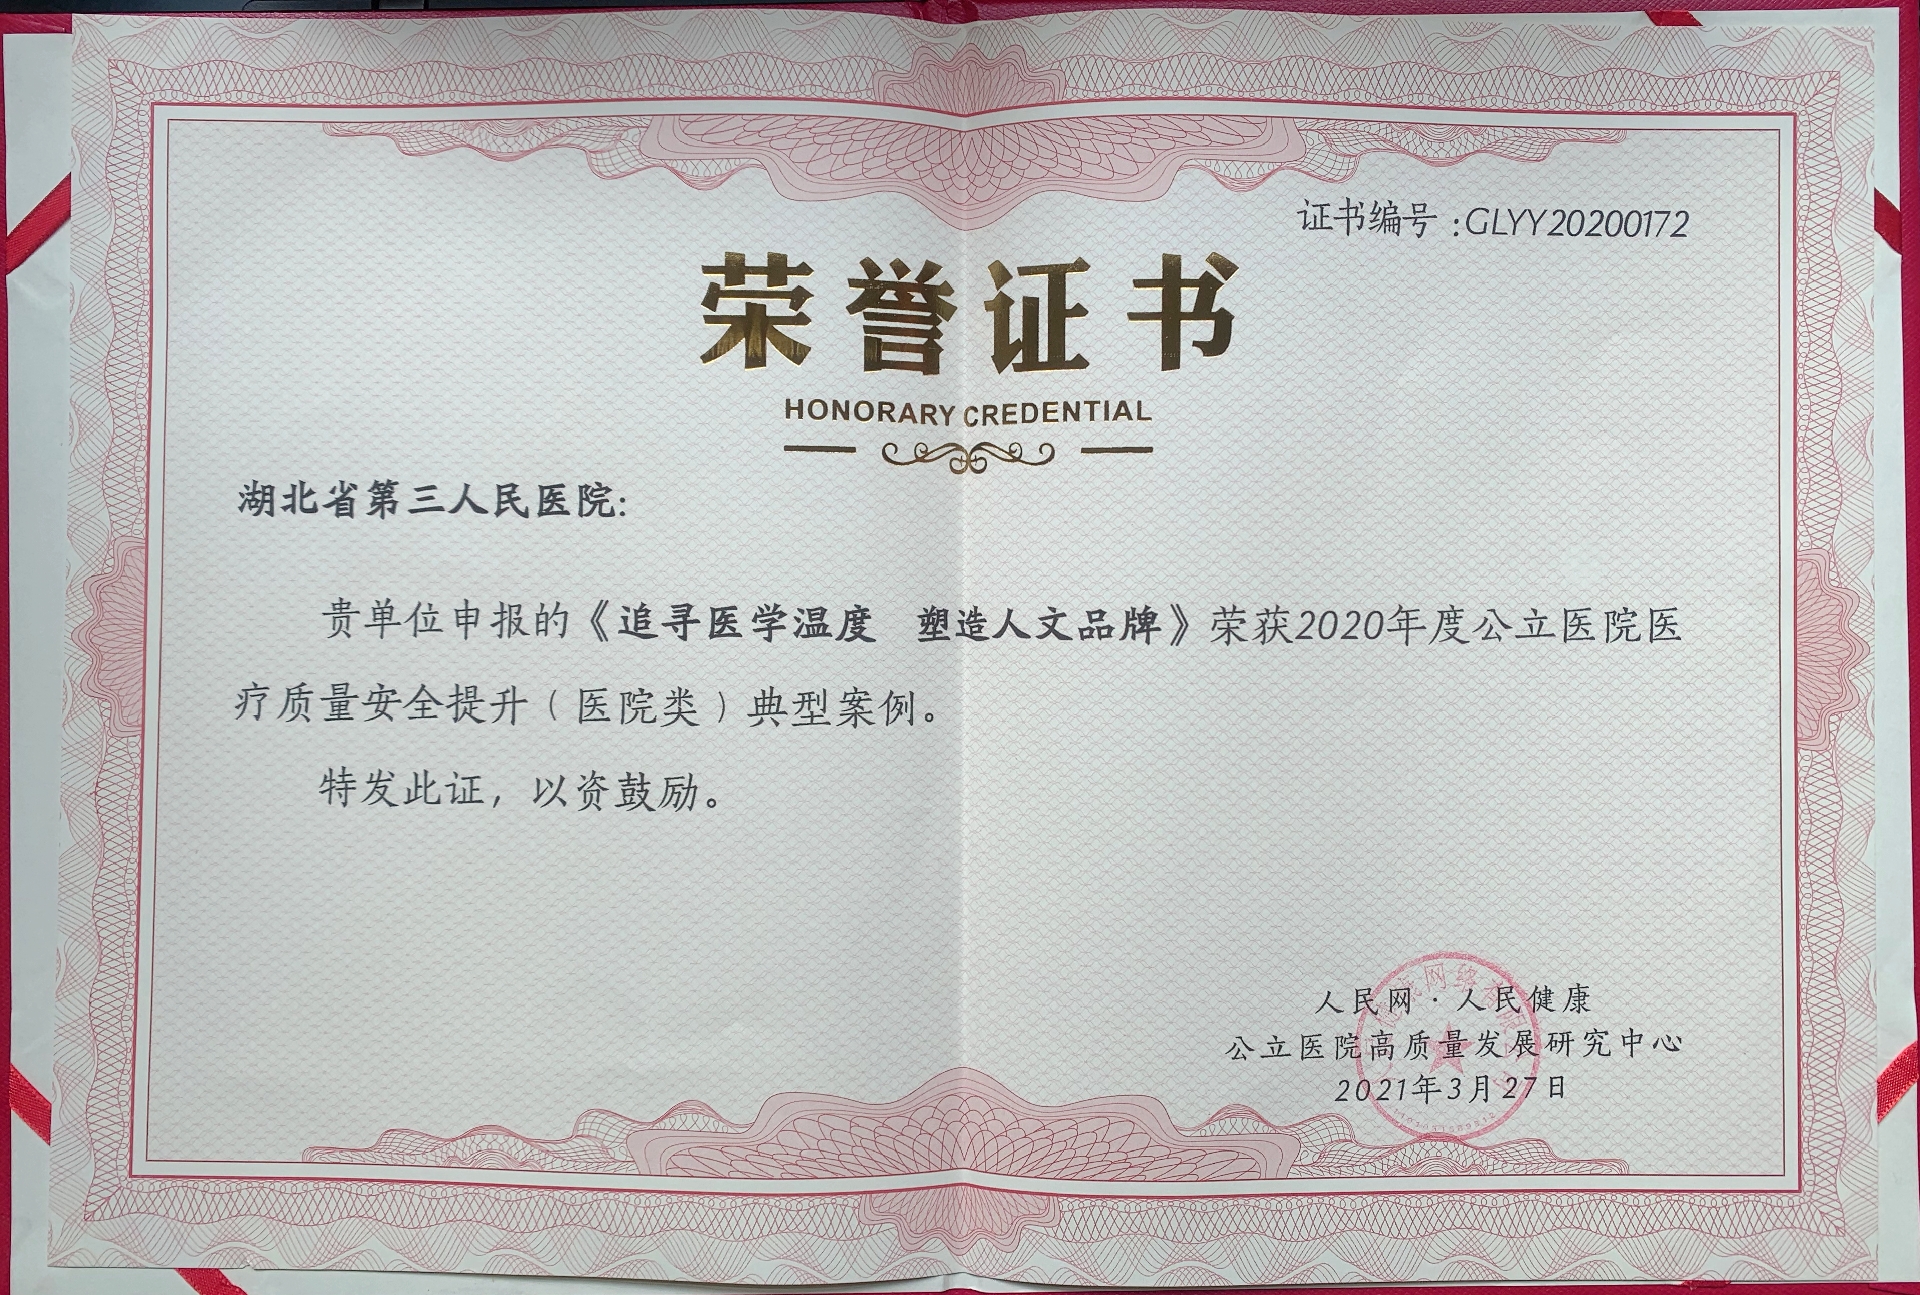 证书编号:GLYY20200172
荣誉证书
HONORARY CREDENTIAL
湖北省第三人民医院:
贵单位申报的《追寻医学温度 塑造人文品牌》荣获2020年度公立医院医
疗质量安全提升(医院类)典型案例。
特发此证,以资鼓励。
人民网·人民健康
公立医院高质量发展研究中心
2021年3月27日